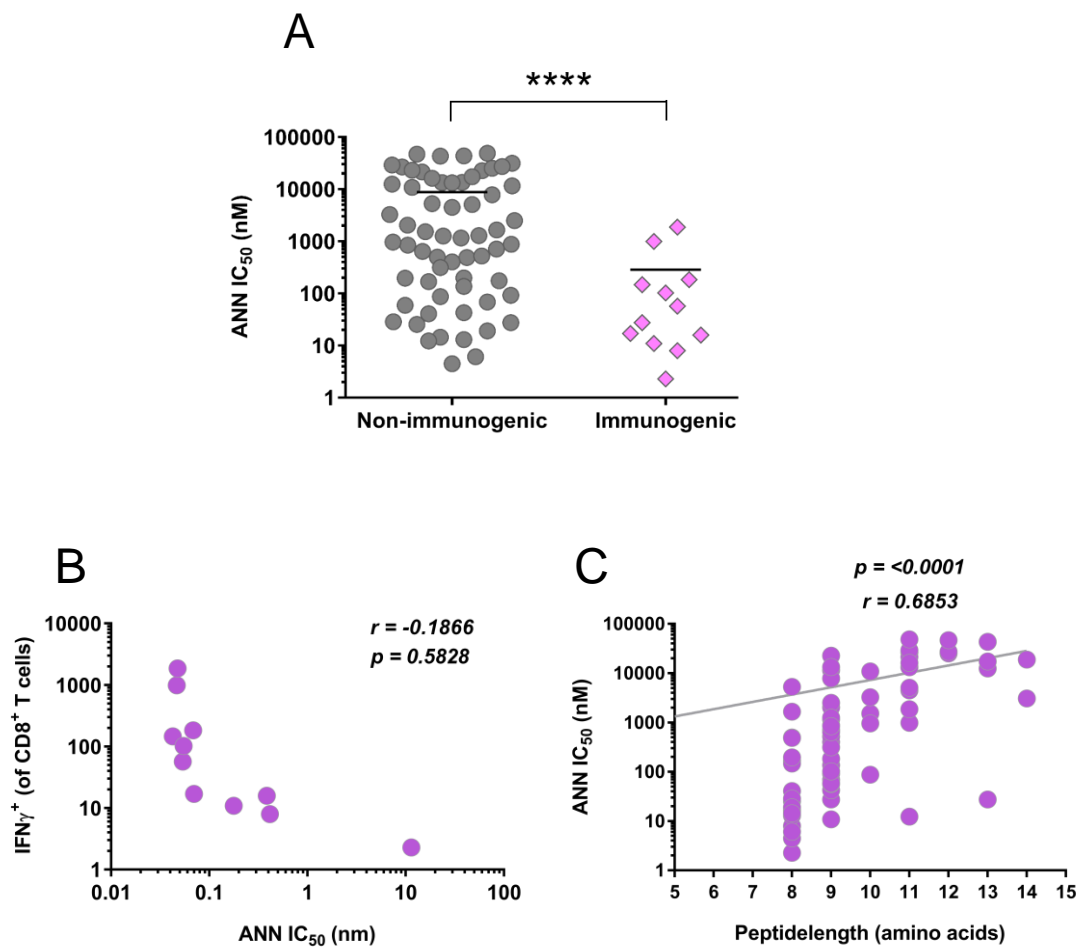 A
****
ANN IC₅₀ (nM)
100000
10000
1000
100
10
1
Non-immunogenic Immunogenic
B
r = -0.1866
p = 0.5828
IFNγ⁺ (of CD8⁺ T cells)
10000
1000
100
10
1
0.01 0.1 1 10 100
ANN IC₅₀ (nm)
C
p = <0.0001
r = 0.6853
ANN IC₅₀ (nM)
100000
10000
1000
100
10
1
5 6 7 8 9 10 11 12 13 14 15
Peptidelength (amino acids)